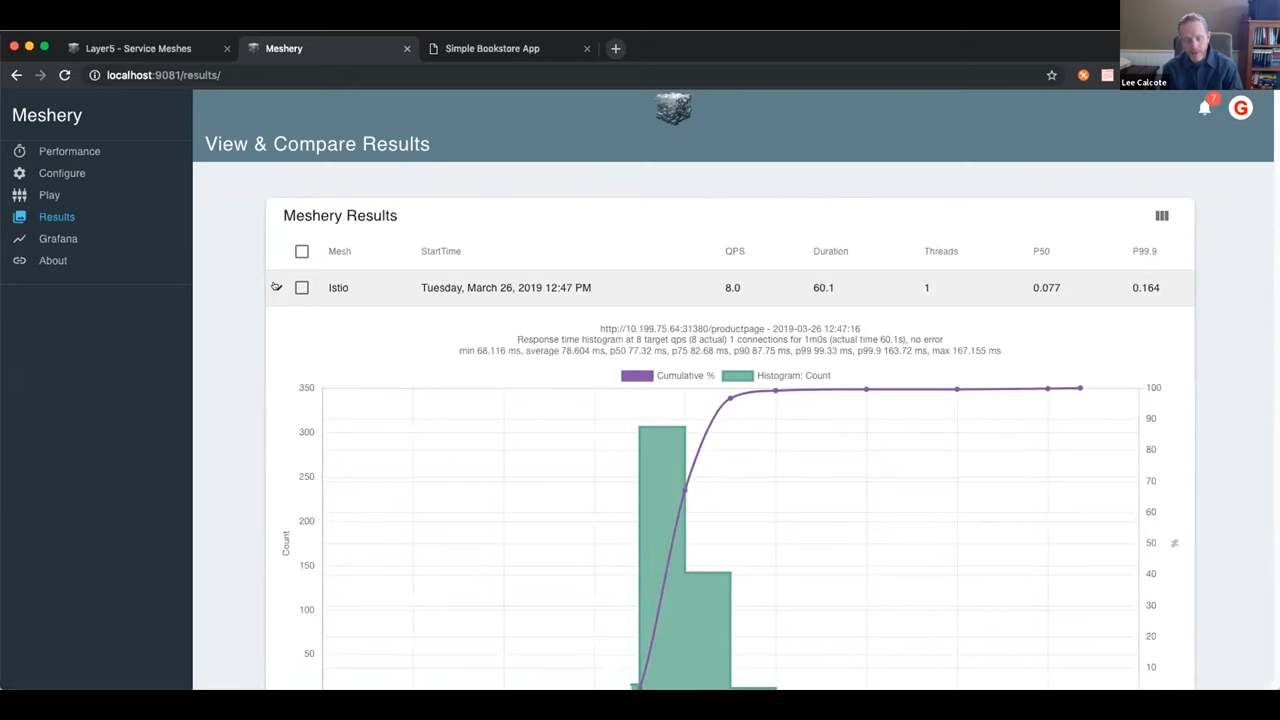 Layer5 - Service Meshes
Meshery
Simple Bookstore App
localhost:9081/results/
Lee Calcote
Meshery
7
G
View & Compare Results
Performance
Configure
Play
Results
Grafana
About
Meshery Results
Mesh StartTime QPS Duration Threads P50 P99.9
Istio Tuesday, March 26, 2019 12:47 PM 8.0 60.1 1 0.077 0.164
http://10.199.75.64:31380/productpage - 2019-03-26 12:47:16
Response time histogram at 8 target qps (8 actual) 1 connections for 1m0s (actual time 60.1s), no error
min 68.116 ms, average 78.604 ms, p50 77.32 ms, p75 82.68 ms, p90 87.75 ms, p99 99.33 ms, p99.9 163.72 ms, max 167.155 ms
Cumulative % Histogram: Count
350
300
250
200
150
100
50
Count
100
90
80
70
60
50
40
30
20
10
%